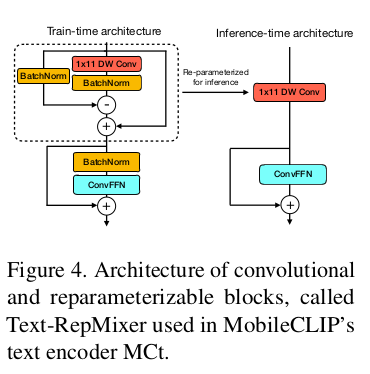 Train-time architecture
Inference-time architecture
1x11 DW Conv
BatchNorm
BatchNorm
Re-parameterized
for inference
1x11 DW Conv
-
+
BatchNorm
ConvFFN
ConvFFN
+
+
Figure 4. Architecture of convolutional
and reparameterizable blocks, called
Text-RepMixer used in MobileCLIP's
text encoder MCt.